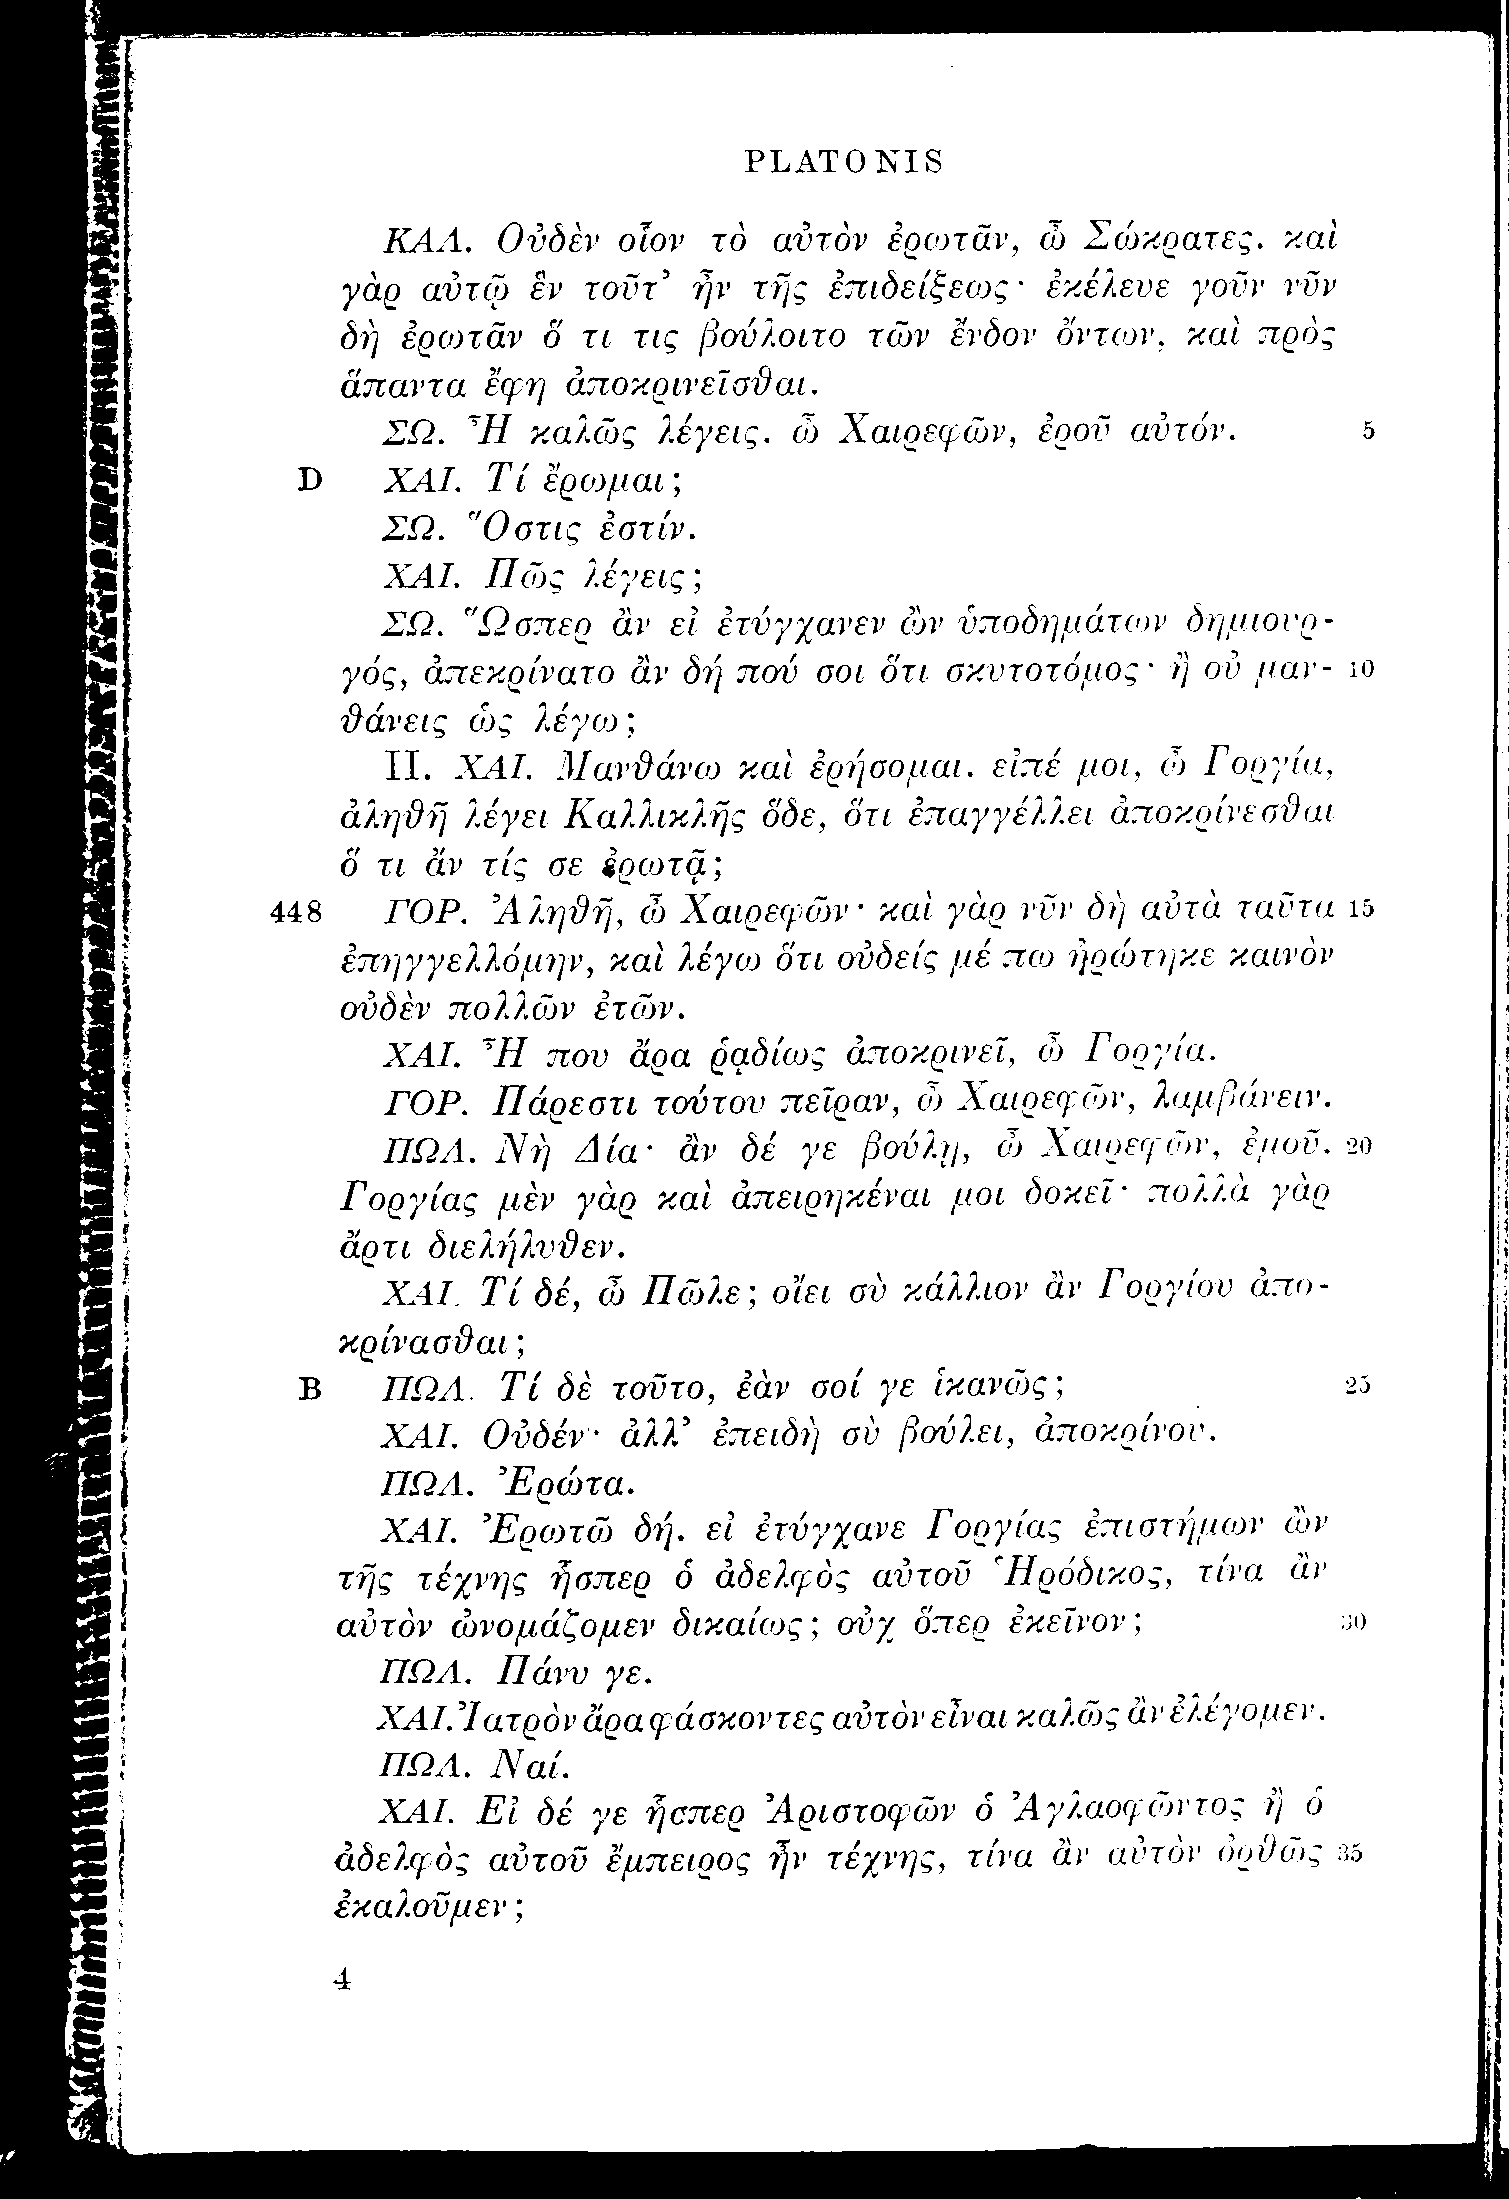 PLATONIS
ΚΑΛ. Οὐδὲν οἷον τὸ αὐτὸν ἐρωτᾶν, ὦ Σώκρατες. καὶ
γὰρ αὐτῷ ἓν τοῦτ’ ἦν τῆς ἐπιδείξεως· ἐκέλευε γοῦν νῦν
δὴ ἐρωτᾶν ὅ τι τις βούλοιτο τῶν ἔνδον ὄντων, καὶ πρὸς
ἅπαντα ἔφη ἀποκρινεῖσθαι.
ΣΩ. Ἦ καλῶς λέγεις. ὦ Χαιρεφῶν, ἐροῦ αὐτόν. 5
D ΧΑΙ. Τί ἔρωμαι;
ΣΩ. Ὅστις ἐστίν.
ΧΑΙ. Πῶς λέγεις;
ΣΩ. Ὥσπερ ἂν εἰ ἐτύγχανεν ὢν ὑποδημάτων δημιουρ-
γός, ἀπεκρίνατο ἂν δή πού σοι ὅτι σκυτοτόμος· ἢ οὐ μαν- 10
θάνεις ὡς λέγω;
II. ΧΑΙ. Μανθάνω καὶ ἐρήσομαι. εἰπέ μοι, ὦ Γοργία,
ἀληθῆ λέγει Καλλικλῆς ὅδε, ὅτι ἐπαγγέλλει ἀποκρίνεσθαι
ὅ τι ἄν τίς σε ἐρωτᾷ;
448 ΓΟΡ. Ἀληθῆ, ὦ Χαιρεφῶν· καὶ γὰρ νῦν δὴ αὐτὰ ταῦτα 15
ἐπηγγελλόμην, καὶ λέγω ὅτι οὐδείς μέ πω ἠρώτηκε καινὸν
οὐδὲν πολλῶν ἐτῶν.
ΧΑΙ. Ἦ που ἄρα ῥᾳδίως ἀποκρινεῖ, ὦ Γοργία.
ΓΟΡ. Πάρεστι τούτου πεῖραν, ὦ Χαιρεφῶν, λαμβάνειν.
ΠΩΛ. Νὴ Δία· ἂν δέ γε βούλῃ, ὦ Χαιρεφῶν, ἐμοῦ. 20
Γοργίας μὲν γὰρ καὶ ἀπειρηκέναι μοι δοκεῖ· πολλὰ γὰρ
ἄρτι διελήλυθεν.
ΧΑΙ. Τί δέ, ὦ Πῶλε; οἴει σὺ κάλλιον ἂν Γοργίου ἀπο-
κρίνασθαι;
B ΠΩΛ. Τί δὲ τοῦτο, ἐὰν σοί γε ἱκανῶς; 25
ΧΑΙ. Οὐδέν· ἀλλ’ ἐπειδὴ σὺ βούλει, ἀποκρίνου.
ΠΩΛ. Ἐρώτα.
ΧΑΙ. Ἐρωτῶ δή. εἰ ἐτύγχανε Γοργίας ἐπιστήμων ὢν
τῆς τέχνης ἧσπερ ὁ ἀδελφὸς αὐτοῦ Ἡρόδικος, τίνα ἂν
αὐτὸν ὠνομάζομεν δικαίως; οὐχ ὅπερ ἐκεῖνον; 30
ΠΩΛ. Πάνυ γε.
ΧΑΙ. Ἰατρὸν ἄρα φάσκοντες αὐτὸν εἶναι καλῶς ἂν ἐλέγομεν.
ΠΩΛ. Ναί.
ΧΑΙ. Εἰ δέ γε ἧσπερ Ἀριστοφῶν ὁ Ἀγλαοφῶντος ἢ ὁ
ἀδελφὸς αὐτοῦ ἔμπειρος ἦν τέχνης, τίνα ἂν αὐτὸν ὀρθῶς 35
ἐκαλοῦμεν;
4